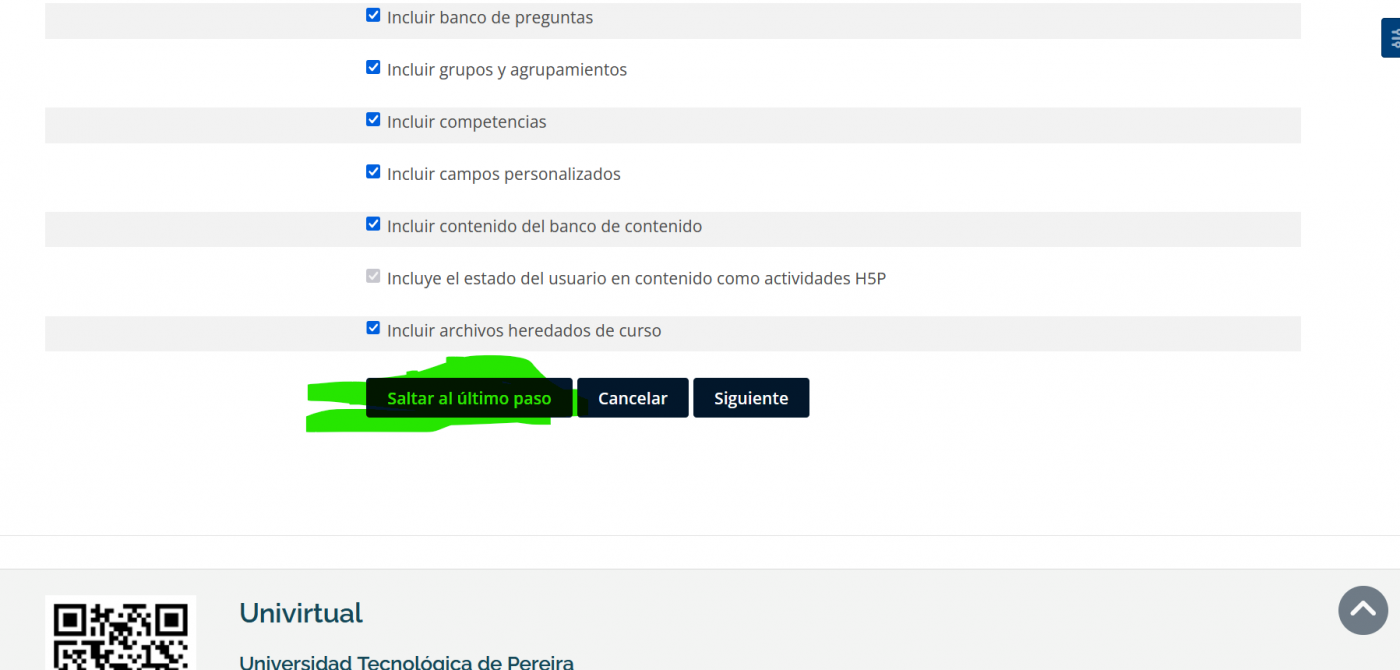 Incluir banco de preguntas
Incluir grupos y agrupamientos
Incluir competencias
Incluir campos personalizados
Incluir contenido del banco de contenido
Incluye el estado del usuario en contenido como actividades H5P
Incluir archivos heredados de curso
Saltar al último paso Cancelar Siguiente
Univirtual
Universidad Tecnológica de Pereira